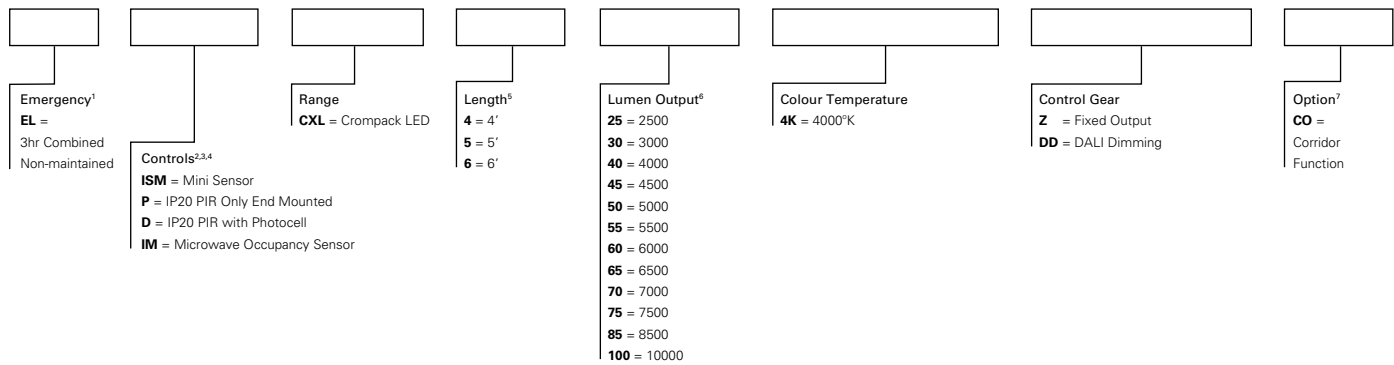 Emergency¹
EL =
3hr Combined
Non-maintained
Controls²,³,⁴
ISM = Mini Sensor
P = IP20 PIR Only End Mounted
D = IP20 PIR with Photocell
IM = Microwave Occupancy Sensor
Range
CXL = Crompack LED
Length⁵
4 = 4'
5 = 5'
6 = 6'
Lumen Output⁶
25 = 2500
30 = 3000
40 = 4000
45 = 4500
50 = 5000
55 = 5500
60 = 6000
65 = 6500
70 = 7000
75 = 7500
85 = 8500
100 = 10000
Colour Temperature
4K = 4000°K
Control Gear
Z = Fixed Output
DD = DALI Dimming
Option⁷
CO =
Corridor
Function